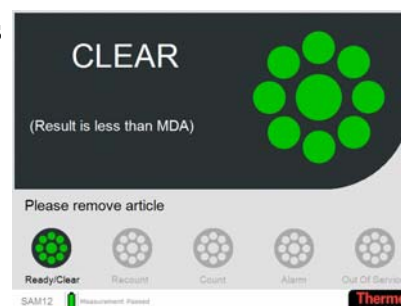 CLEAR
(Result is less than MDA)
Please remove article
Ready/Clear
Recount
Count
Alarm
Out Of Service
SAM12
Measurement Passed
Thermo